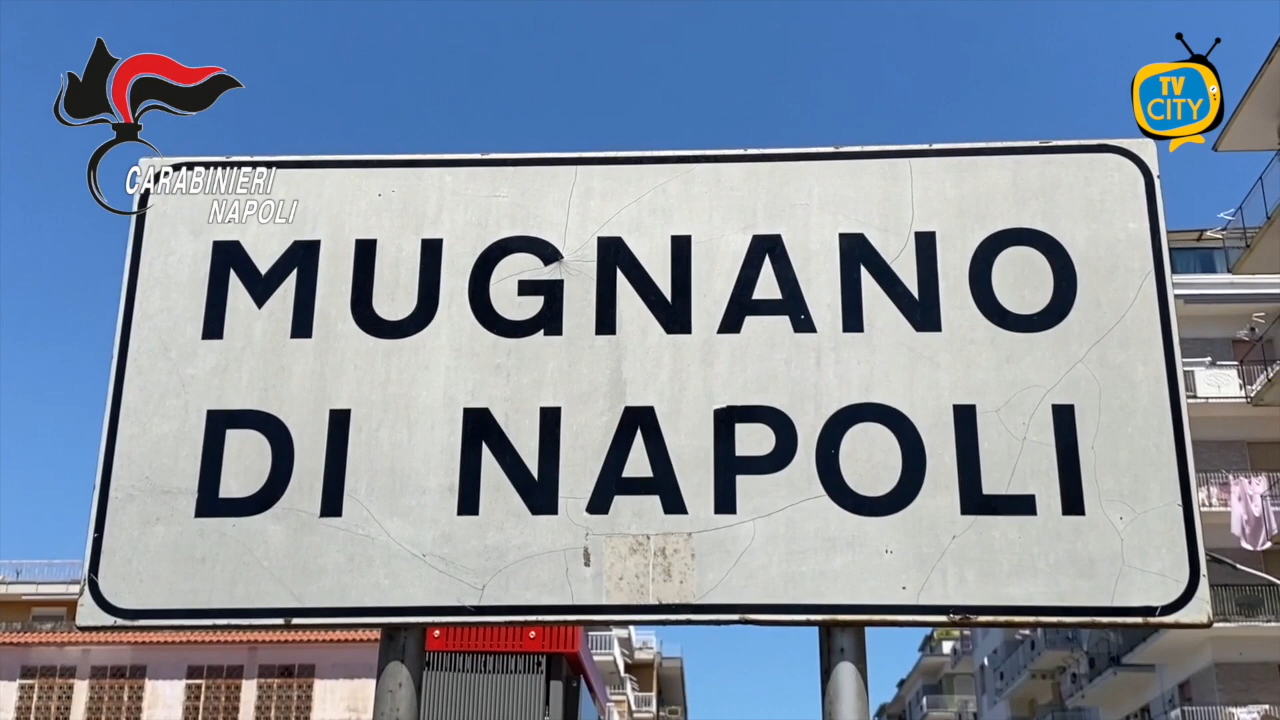 CARABINIERI
NAPOLI
TV
CITY
MUGNANO
DI NAPOLI